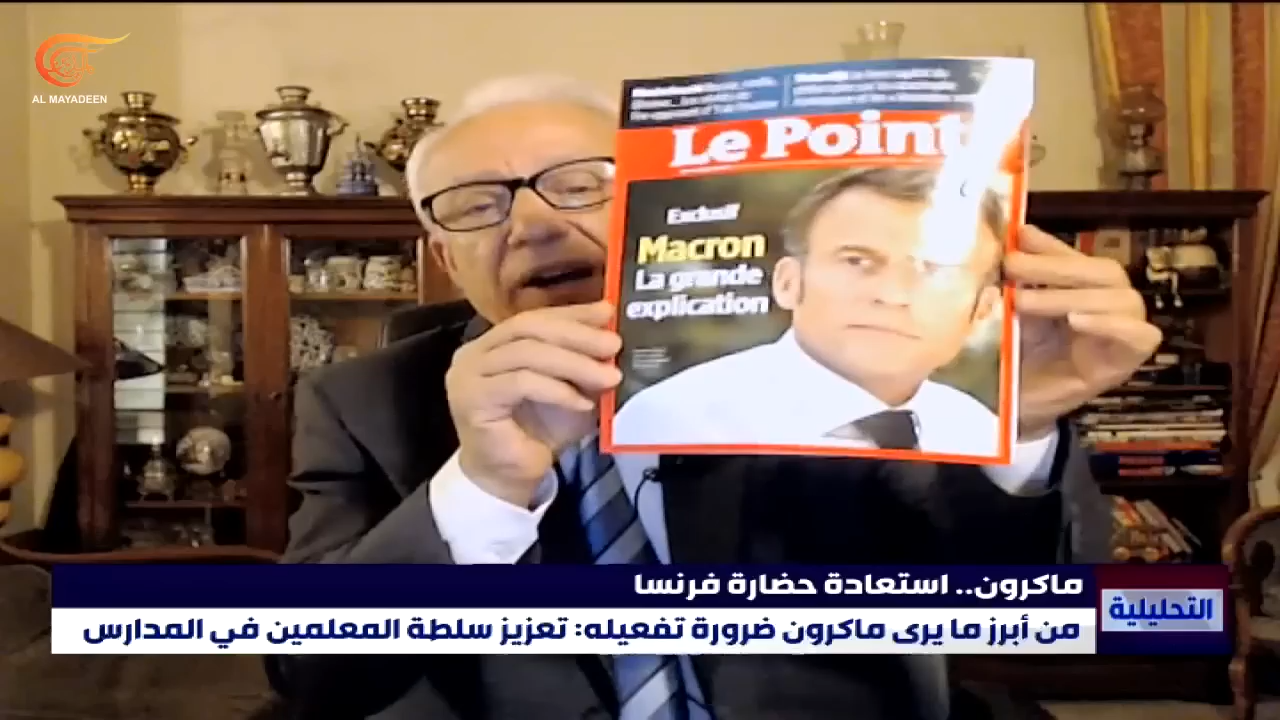 AL MAYADEEN
Le Point
Exclusif
Macron
La grande
explication
ماكرون.. استعادة حضارة فرنسا
التحليلية
من أبرز ما يرى ماكرون ضرورة تفعيله: تعزيز سلطة المعلمين في المدارس